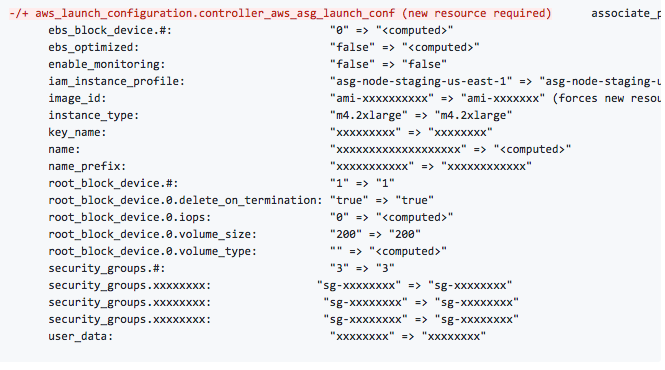 -/+ aws_launch_configuration.controller_aws_asg_launch_conf (new resource required) associate_p
ebs_block_device.#: "0" => "<computed>"
ebs_optimized: "false" => "<computed>"
enable_monitoring: "false" => "false"
iam_instance_profile: "asg-node-staging-us-east-1" => "asg-node-staging-u
image_id: "ami-xxxxxxxxxx" => "ami-xxxxxxx" (forces new resou
instance_type: "m4.2xlarge" => "m4.2xlarge"
key_name: "xxxxxxxxx" => "xxxxxxxx"
name: "xxxxxxxxxxxxxxxxxxx" => "<computed>"
name_prefix: "xxxxxxxxxxx" => "xxxxxxxxxxxx"
root_block_device.#: "1" => "1"
root_block_device.0.delete_on_termination: "true" => "true"
root_block_device.0.iops: "0" => "<computed>"
root_block_device.0.volume_size: "200" => "200"
root_block_device.0.volume_type: "" => "<computed>"
security_groups.#: "3" => "3"
security_groups.xxxxxxxx: "sg-xxxxxxxx" => "sg-xxxxxxxx"
security_groups.xxxxxxxx: "sg-xxxxxxxx" => "sg-xxxxxxxx"
security_groups.xxxxxxxx: "sg-xxxxxxxx" => "sg-xxxxxxxx"
user_data: "xxxxxxxx" => "xxxxxxxx"